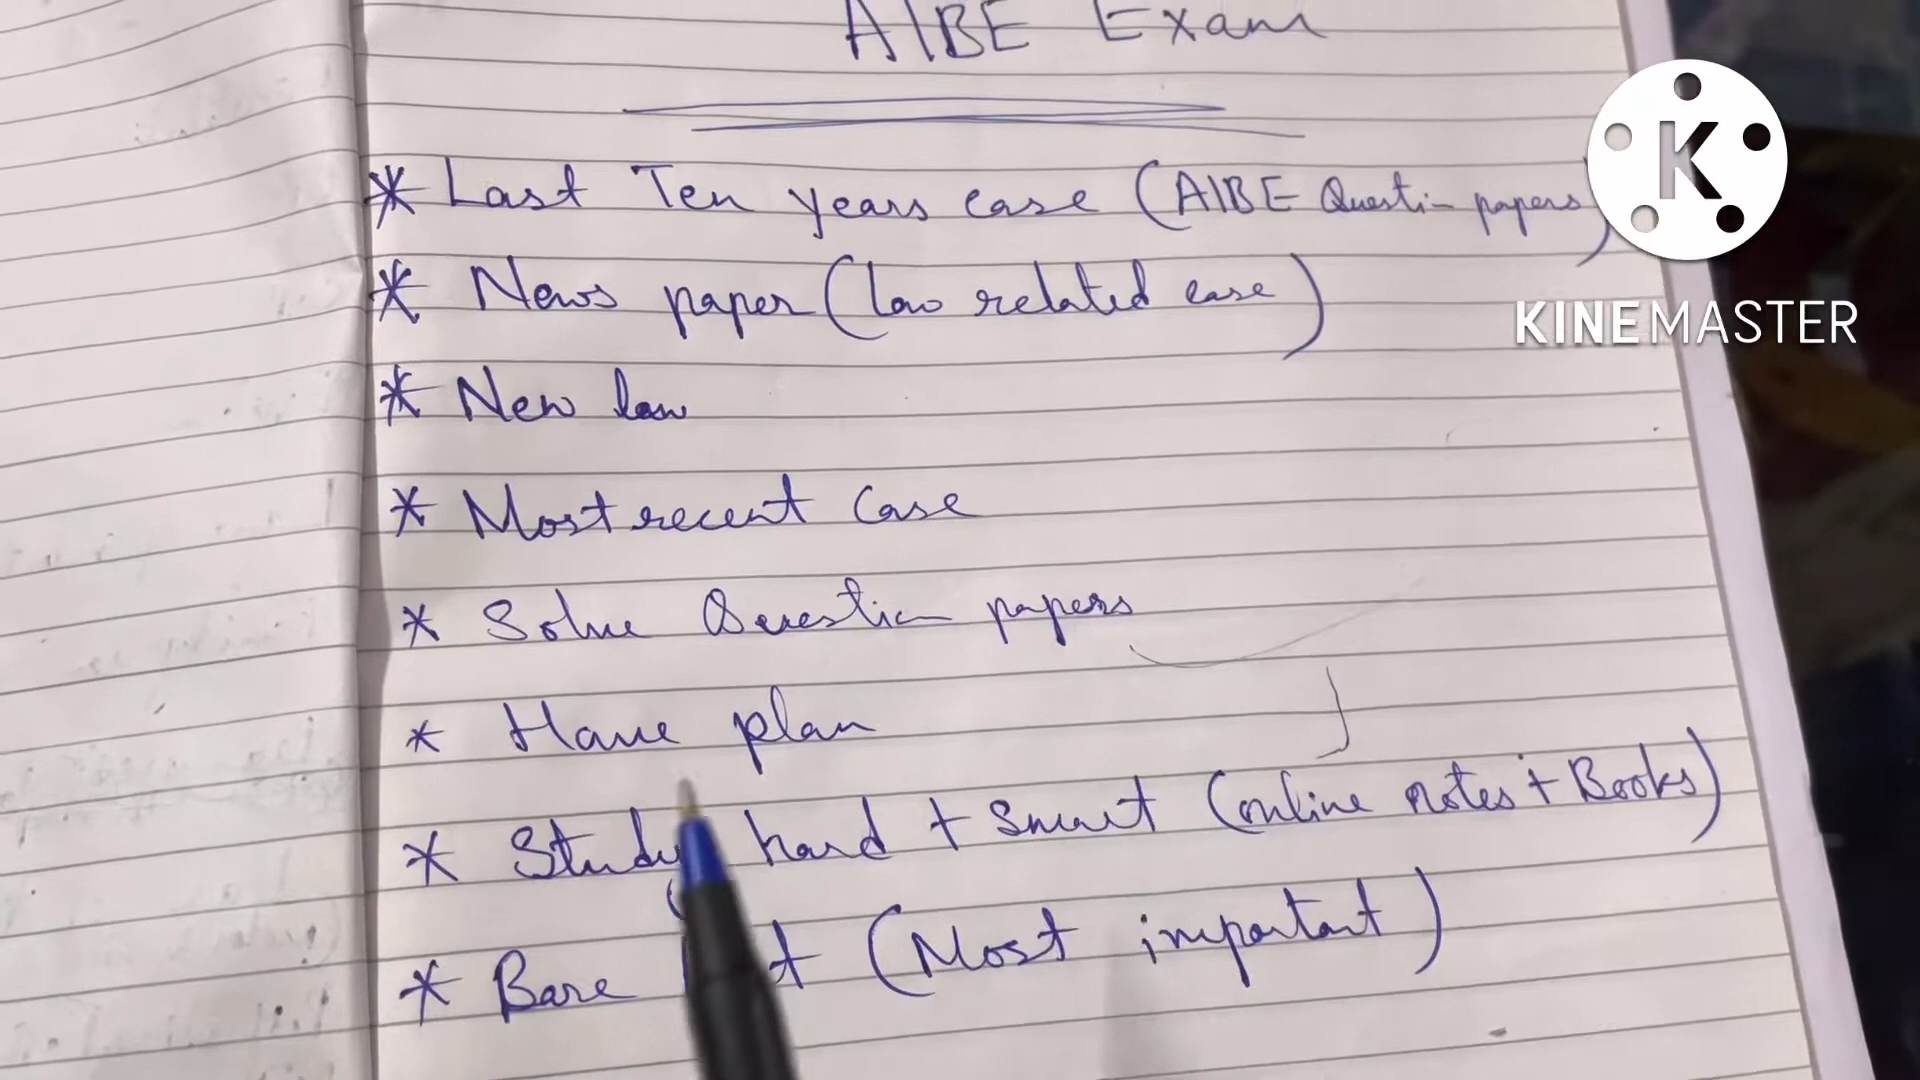 AIBE Exam
* Last Ten years case (AIBE Question papers)
* News paper (law related case)
* New law
* Most recent case
* Solve Question papers
* Have plan
* Study hard + Smart (online notes + Books)
* Bare Act (Most important)
K
KINEMASTER